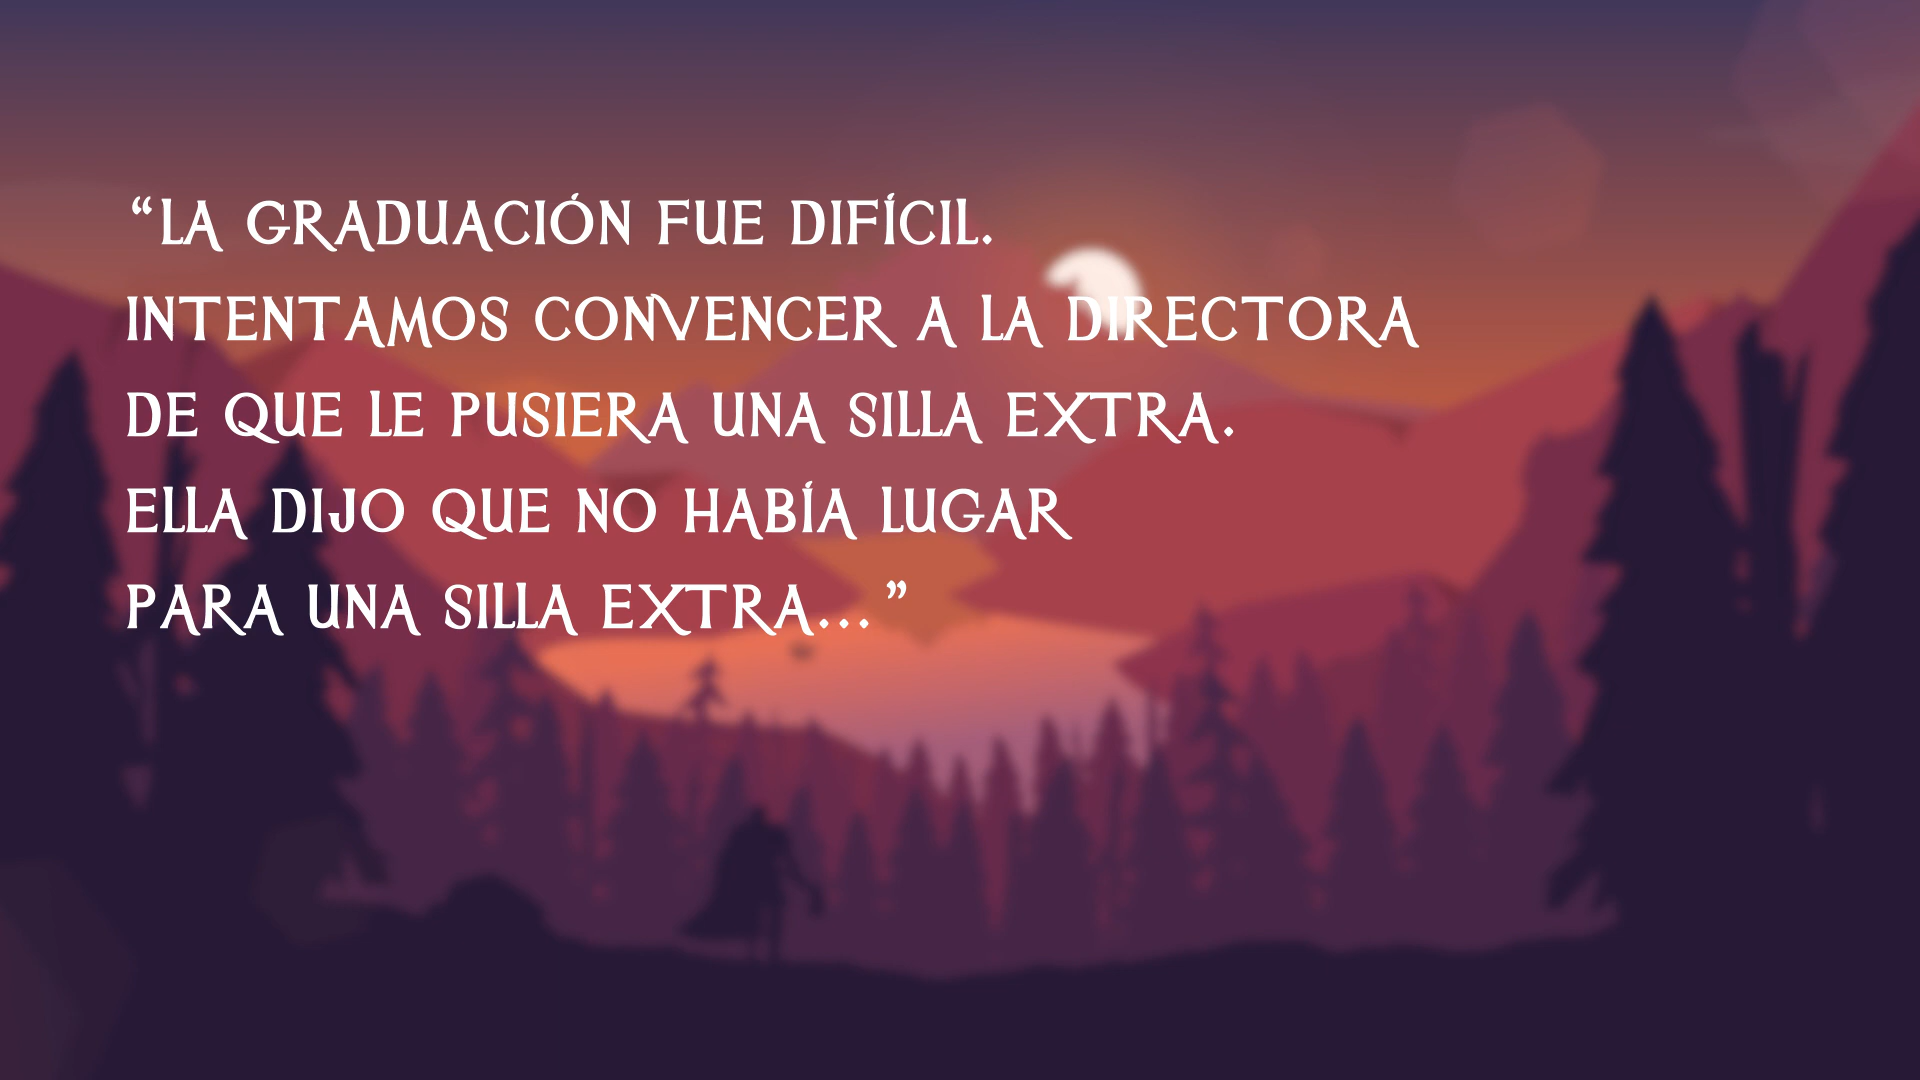 “LA GRADUACIÓN FUE DIFÍCIL.
INTENTAMOS CONVENCER A LA DIRECTORA
DE QUE LE PUSIERA UNA SILLA EXTRA.
ELLA DIJO QUE NO HABÍA LUGAR
PARA UNA SILLA EXTRA...”